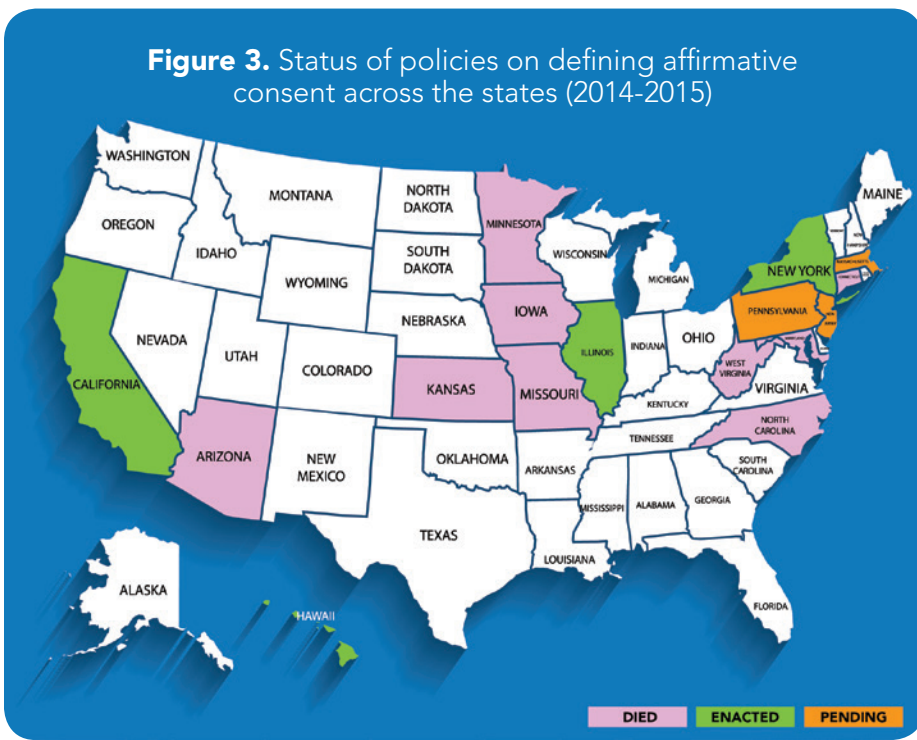 Figure 3. Status of policies on defining affirmative
consent across the states (2014-2015)
WASHINGTON
MONTANA
NORTH
DAKOTA
MINNESOTA
MAINE
OREGON
IDAHO
SOUTH
DAKOTA
WISCONSIN
MICHIGAN
NEW YORK
MASSACHUSETTS
WYOMING
IOWA
PENNSYLVANIA
NEBRASKA
NEVADA
UTAH
COLORADO
ILLINOIS
INDIANA
OHIO
WEST
VIRGINIA
VIRGINIA
CALIFORNIA
KANSAS
MISSOURI
KENTUCKY
NORTH
CAROLINA
TENNESSEE
ARIZONA
NEW
MEXICO
OKLAHOMA
ARKANSAS
SOUTH
CAROLINA
MISSISSIPPI
ALABAMA
GEORGIA
TEXAS
LOUISIANA
FLORIDA
ALASKA
HAWAII
DIED
ENACTED
PENDING